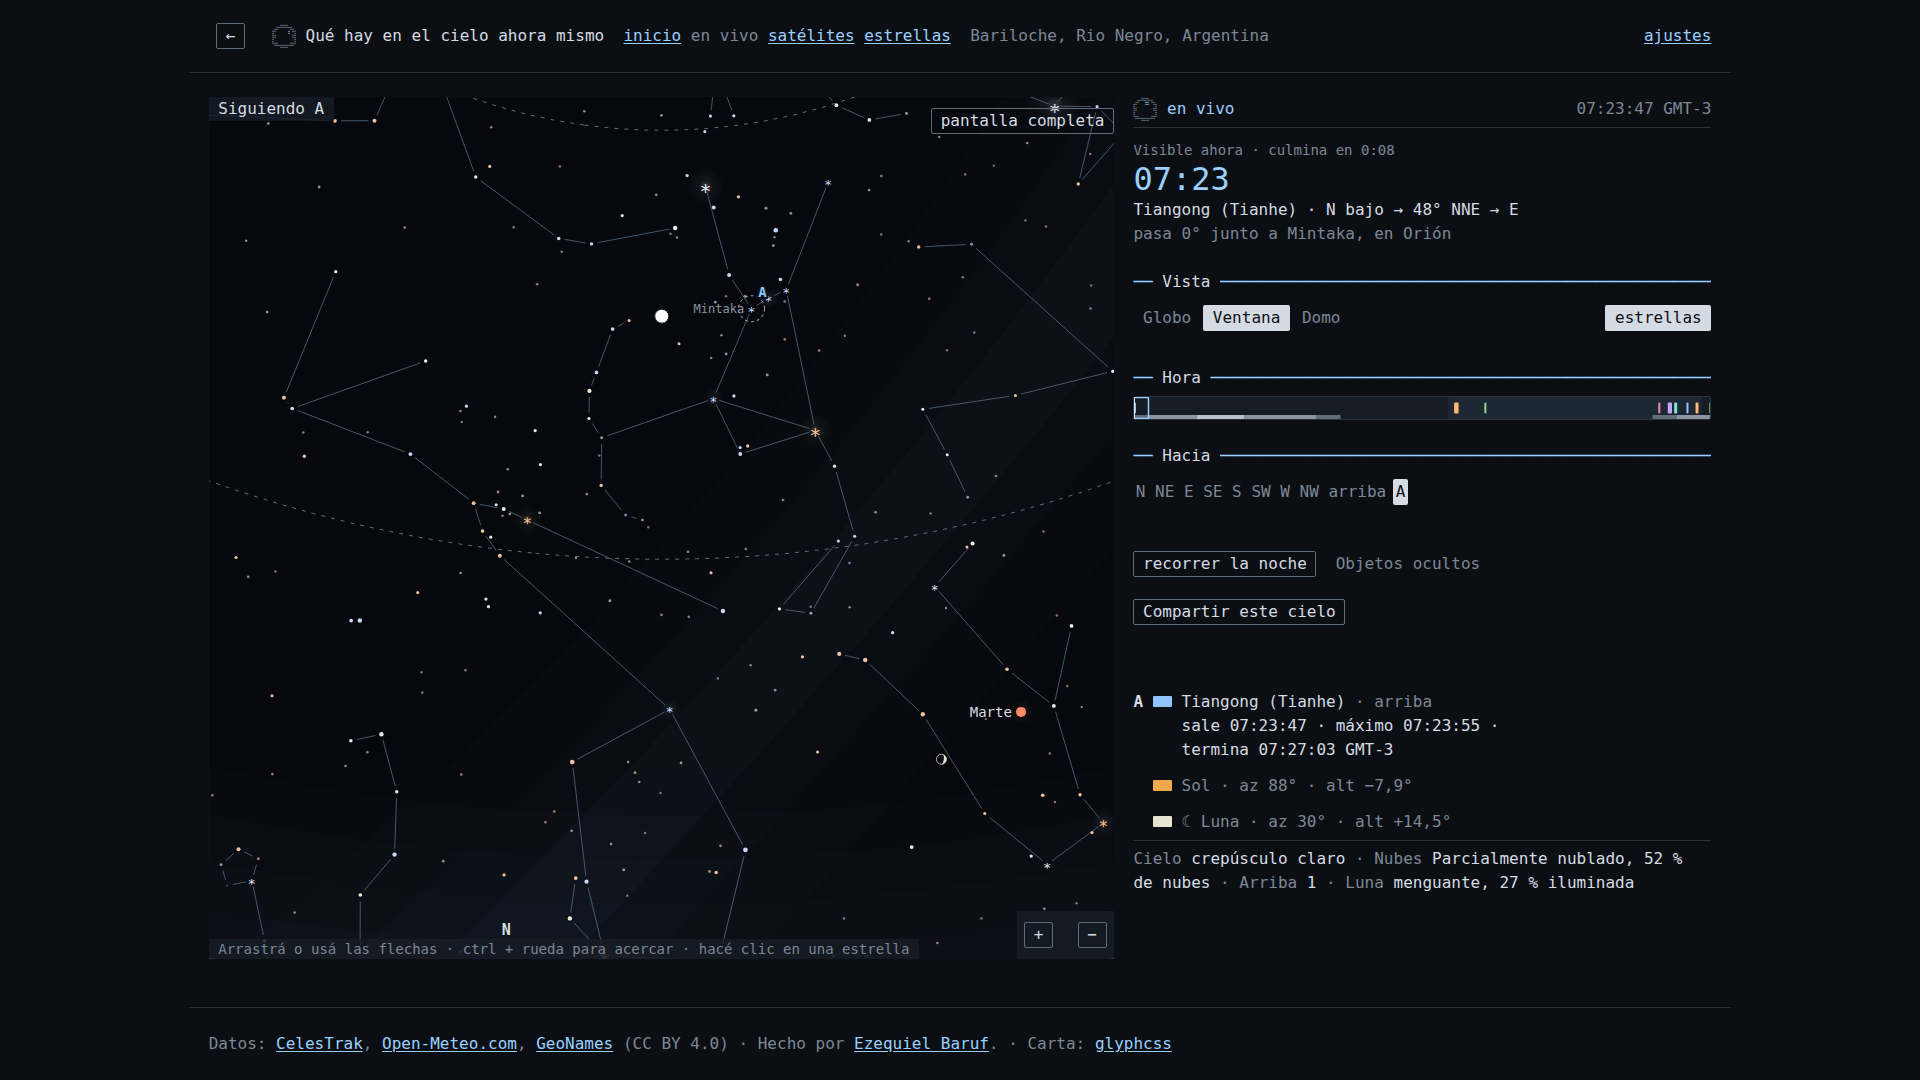 ← Qué hay en el cielo ahora mismo inicio en vivo satélites estrellas Bariloche, Rio Negro, Argentina ajustes
Siguiendo A
pantalla completa
A
Mintaka
Marte
N
Arrastrá o usá las flechas · ctrl + rueda para acercar · hacé clic en una estrella
+ −
en vivo 07:23:47 GMT-3
Visible ahora · culmina en 0:08
07:23
Tiangong (Tianhe) · N bajo → 48° NNE → E
pasa 0° junto a Mintaka, en Orión
Vista
Globo Ventana Domo estrellas
Hora
Hacia
N NE E SE S SW W NW arriba A
recorrer la noche Objetos ocultos
Compartir este cielo
A Tiangong (Tianhe) · arriba
sale 07:23:47 · máximo 07:23:55 ·
termina 07:27:03 GMT-3
Sol · az 88° · alt −7,9°
☾ Luna · az 30° · alt +14,5°
Cielo crepúsculo claro · Nubes Parcialmente nublado, 52 %
de nubes · Arriba 1 · Luna menguante, 27 % iluminada
Datos: CelesTrak, Open-Meteo.com, GeoNames (CC BY 4.0) · Hecho por Ezequiel Baruf. · Carta: glyphcss